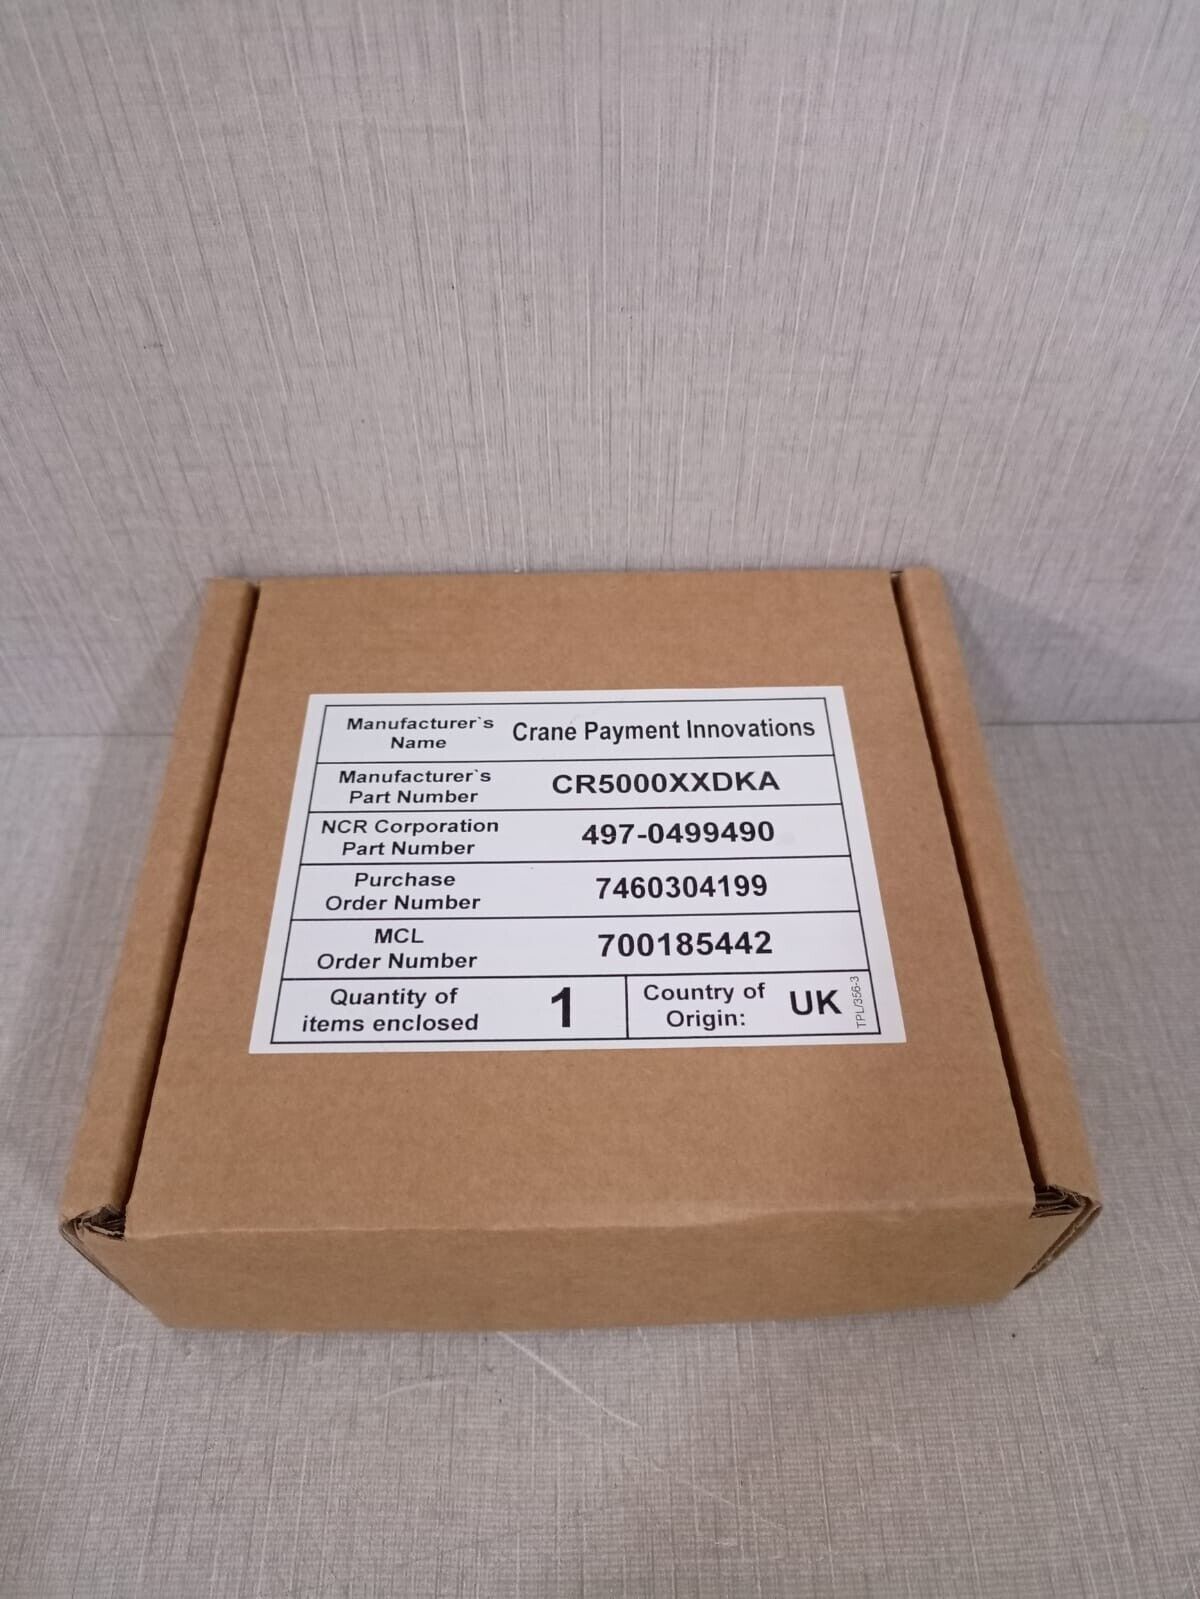 Manufacturer`s
Name
Crane Payment Innovations
Manufacturer`s
Part Number
CR5000XXDKA
NCR Corporation
Part Number
497-0499490
Purchase
Order Number
7460304199
MCL
Order Number
700185442
Quantity of
items enclosed
1
Country of
Origin:
UK
TPL/356-3